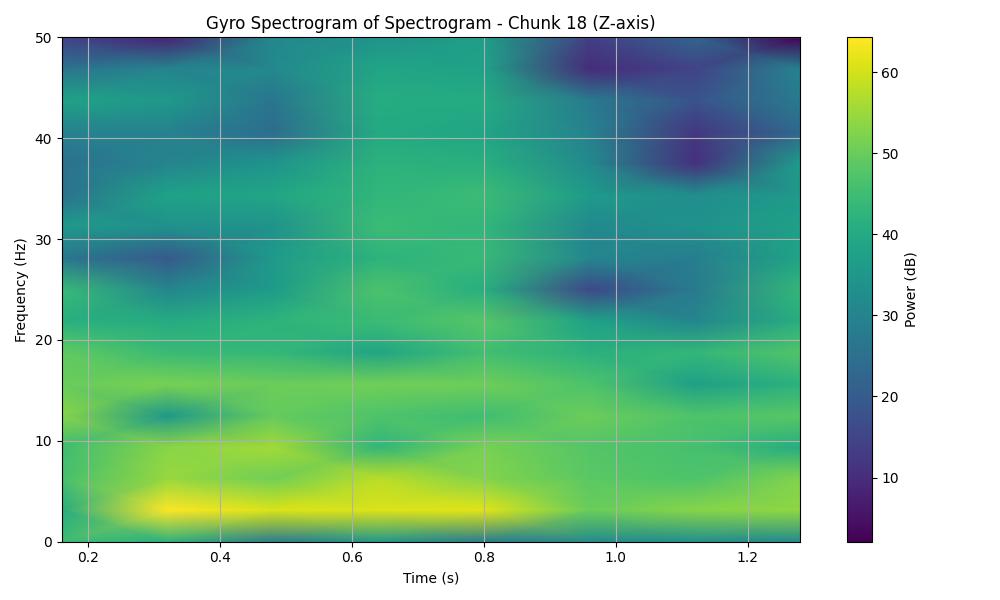 Gyro Spectrogram of Spectrogram - Chunk 18 (Z-axis)
50
40
30
20
10
0
Frequency (Hz)
0.2 0.4 0.6 0.8 1.0 1.2
Time (s)
60
50
40
30
20
10
Power (dB)